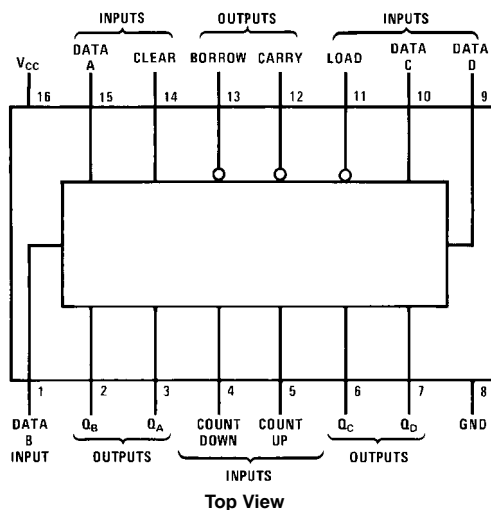 INPUTS OUTPUTS INPUTS
VCC DATA A CLEAR BORROW CARRY LOAD DATA C DATA D
16 15 14 13 12 11 10 9
1 2 3 4 5 6 7 8
DATA B INPUT QB QA COUNT DOWN COUNT UP QC QD GND
OUTPUTS INPUTS OUTPUTS
Top View